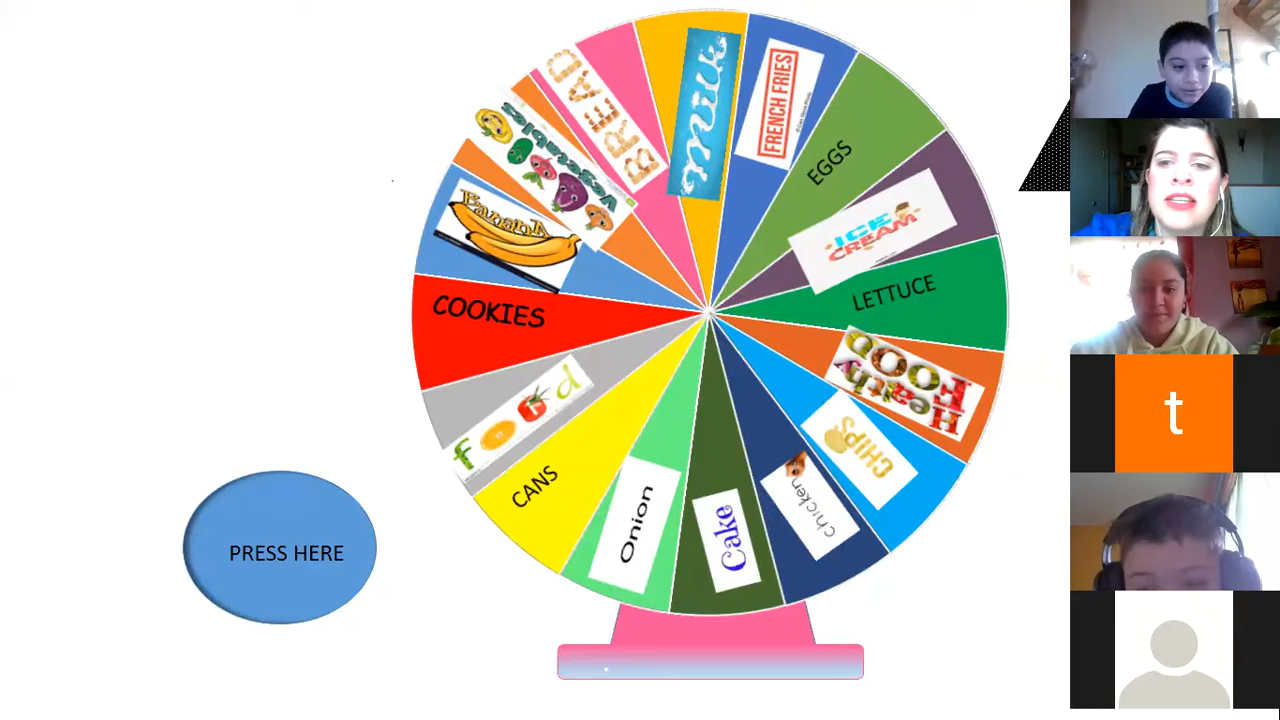 Milk
FRENCH FRIES
EGGS
ICE
CREAM
LETTUCE
Healthy
FOOD
CHIPS
chicken
Cake
Onion
CANS
food
COOKIES
Banana
Vegetables
BREAD
PRESS HERE
t